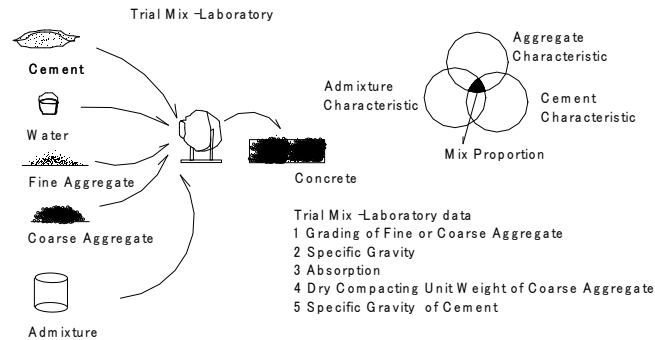 Trial Mix -Laboratory
Cement
Water
Fine Aggregate
Coarse Aggregate
Admixture
Concrete
Aggregate
Characteristic
Admixture
Characteristic
Cement
Characteristic
Mix Proportion
Trial Mix -Laboratory data
1 Grading of Fine or Coarse Aggregate
2 Specific Gravity
3 Absorption
4 Dry Compacting Unit Weight of Coarse Aggregate
5 Specific Gravity of Cement